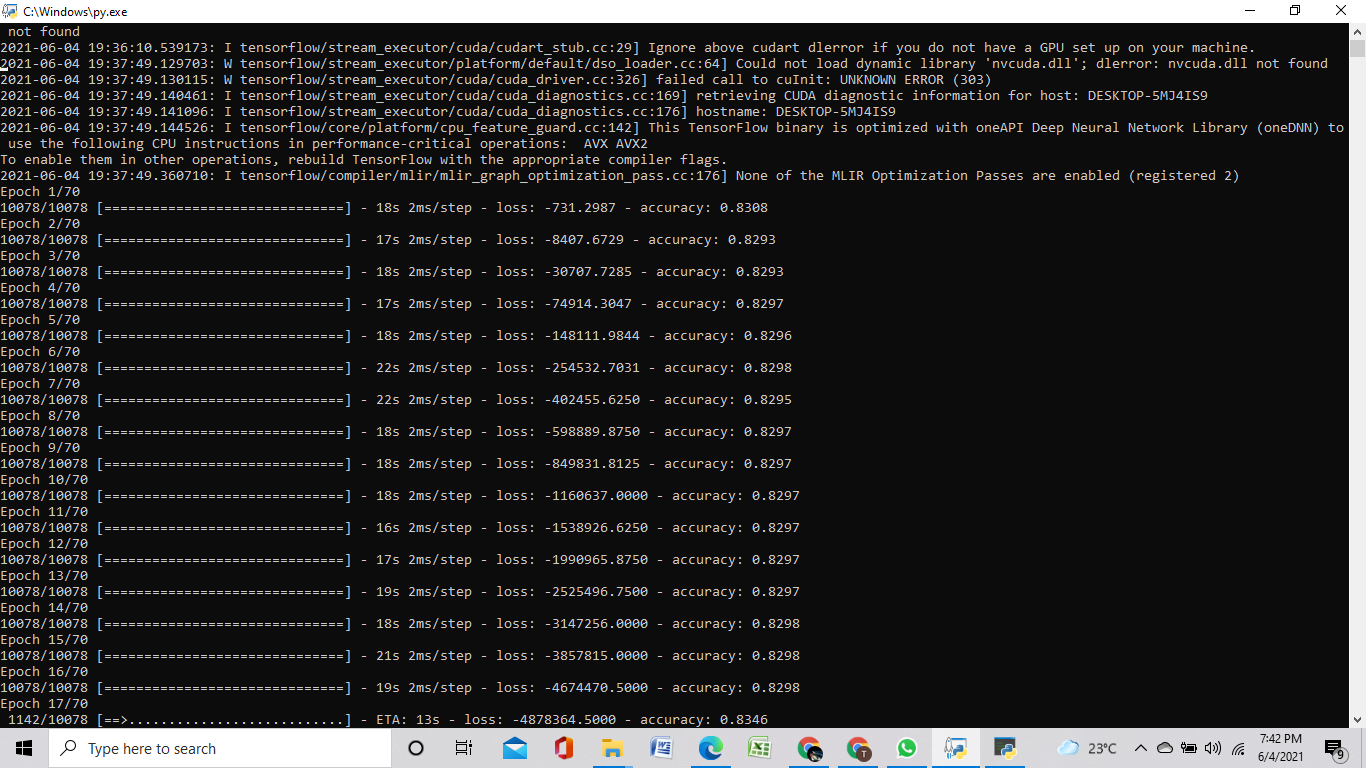 C:\Windows\py.exe
not found
2021-06-04 19:36:10.539173: I tensorflow/stream_executor/cuda/cudart_stub.cc:29] Ignore above cudart dlerror if you do not have a GPU set up on your machine.
2021-06-04 19:37:49.129703: W tensorflow/stream_executor/platform/default/dso_loader.cc:64] Could not load dynamic library 'nvcuda.dll'; dlerror: nvcuda.dll not found
2021-06-04 19:37:49.130115: W tensorflow/stream_executor/cuda/cuda_driver.cc:326] failed call to cuInit: UNKNOWN ERROR (303)
2021-06-04 19:37:49.140461: I tensorflow/stream_executor/cuda/cuda_diagnostics.cc:169] retrieving CUDA diagnostic information for host: DESKTOP-5MJ4IS9
2021-06-04 19:37:49.141096: I tensorflow/stream_executor/cuda/cuda_diagnostics.cc:176] hostname: DESKTOP-5MJ4IS9
2021-06-04 19:37:49.144526: I tensorflow/core/platform/cpu_feature_guard.cc:142] This TensorFlow binary is optimized with oneAPI Deep Neural Network Library (oneDNN) to
use the following CPU instructions in performance-critical operations:  AVX AVX2
To enable them in other operations, rebuild TensorFlow with the appropriate compiler flags.
2021-06-04 19:37:49.360710: I tensorflow/compiler/mlir/mlir_graph_optimization_pass.cc:176] None of the MLIR Optimization Passes are enabled (registered 2)
Epoch 1/70
10078/10078 [==============================] - 18s 2ms/step - loss: -731.2987 - accuracy: 0.8308
Epoch 2/70
10078/10078 [==============================] - 17s 2ms/step - loss: -8407.6729 - accuracy: 0.8293
Epoch 3/70
10078/10078 [==============================] - 18s 2ms/step - loss: -30707.7285 - accuracy: 0.8293
Epoch 4/70
10078/10078 [==============================] - 17s 2ms/step - loss: -74914.3047 - accuracy: 0.8297
Epoch 5/70
10078/10078 [==============================] - 18s 2ms/step - loss: -148111.9844 - accuracy: 0.8296
Epoch 6/70
10078/10078 [==============================] - 22s 2ms/step - loss: -254532.7031 - accuracy: 0.8298
Epoch 7/70
10078/10078 [==============================] - 22s 2ms/step - loss: -402455.6250 - accuracy: 0.8295
Epoch 8/70
10078/10078 [==============================] - 18s 2ms/step - loss: -598889.8750 - accuracy: 0.8297
Epoch 9/70
10078/10078 [==============================] - 18s 2ms/step - loss: -849831.8125 - accuracy: 0.8297
Epoch 10/70
10078/10078 [==============================] - 18s 2ms/step - loss: -1160637.0000 - accuracy: 0.8297
Epoch 11/70
10078/10078 [==============================] - 16s 2ms/step - loss: -1538926.6250 - accuracy: 0.8297
Epoch 12/70
10078/10078 [==============================] - 17s 2ms/step - loss: -1990965.8750 - accuracy: 0.8297
Epoch 13/70
10078/10078 [==============================] - 19s 2ms/step - loss: -2525496.7500 - accuracy: 0.8297
Epoch 14/70
10078/10078 [==============================] - 18s 2ms/step - loss: -3147256.0000 - accuracy: 0.8298
Epoch 15/70
10078/10078 [==============================] - 21s 2ms/step - loss: -3857815.0000 - accuracy: 0.8298
Epoch 16/70
10078/10078 [==============================] - 19s 2ms/step - loss: -4674470.5000 - accuracy: 0.8298
Epoch 17/70
1142/10078 [==>...........................] - ETA: 13s - loss: -4878364.5000 - accuracy: 0.8346
Type here to search
T
23°C
7:42 PM
6/4/2021
9